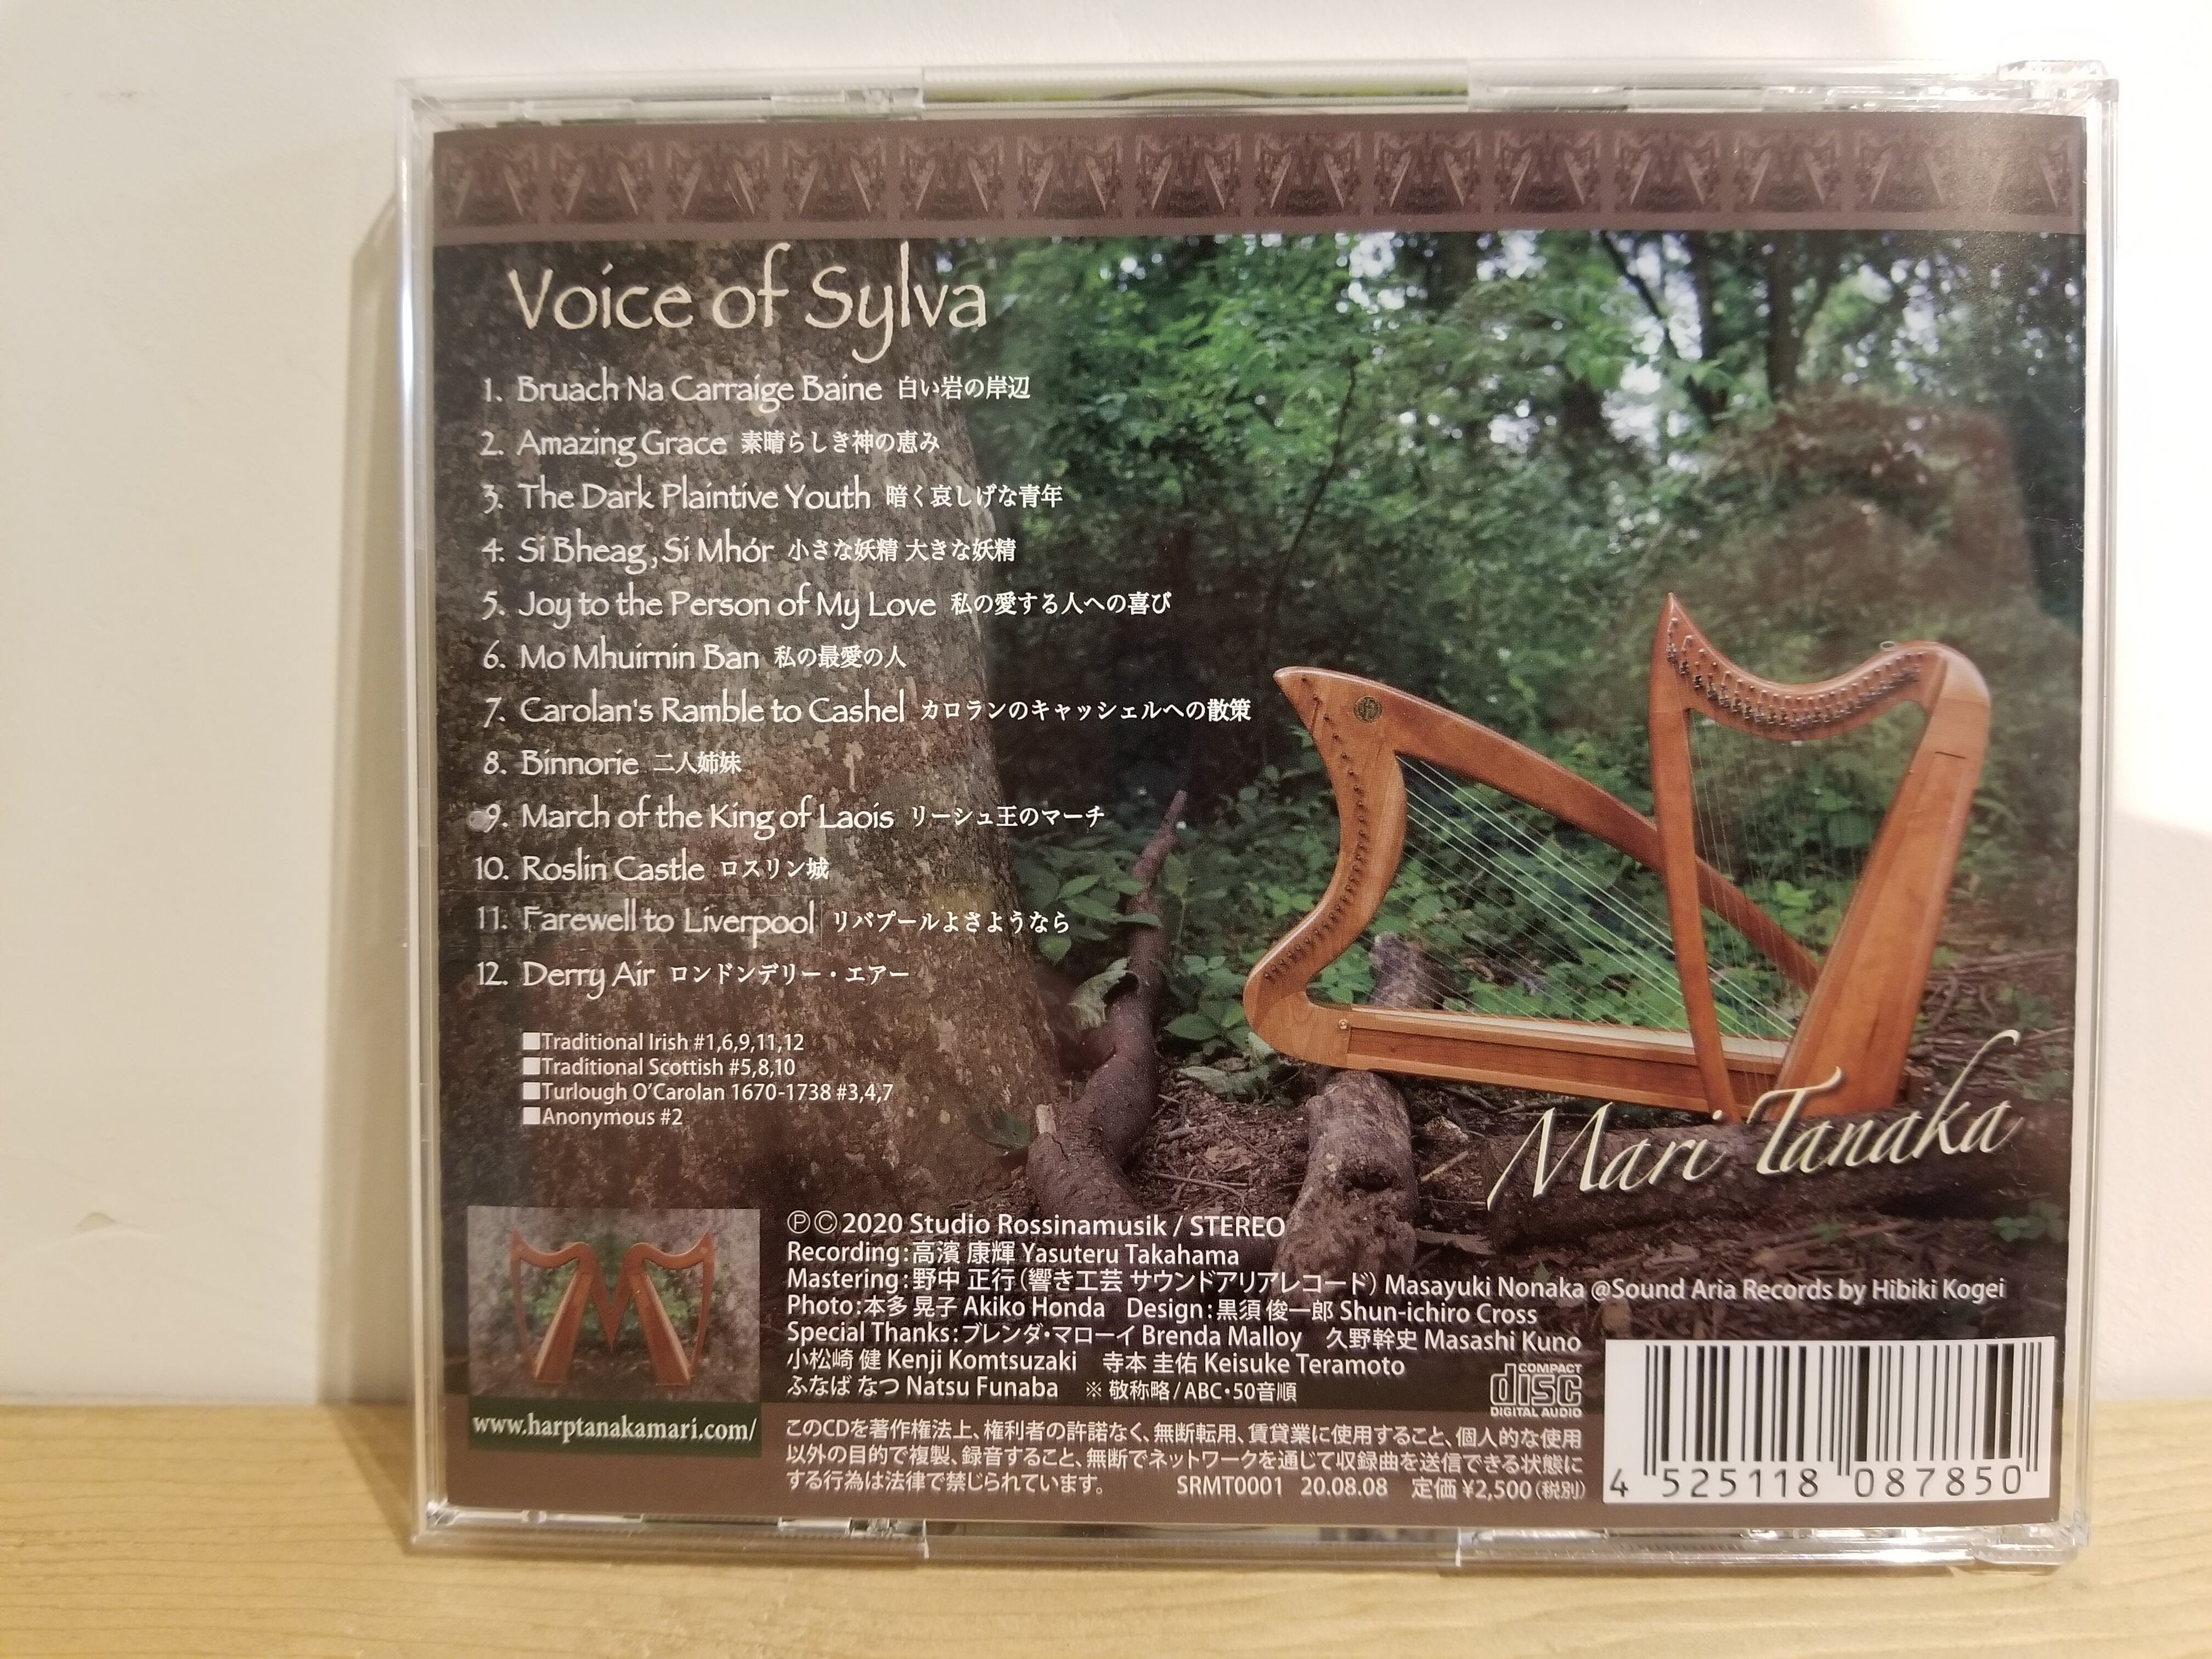 Voice of Sylva
1. Bruach Na Carraige Baine 白い岩の岸辺
2. Amazing Grace 素晴らしき神の恵み
3. The Dark Plaintive Youth 暗く哀しげな青年
4. Sí Bheag, Sí Mhór 小さな妖精 大きな妖精
5. Joy to the Person of My Love 私の愛する人への喜び
6. Mo Mhuirnin Ban 私の最愛の人
7. Carolan's Ramble to Cashel カロランのキャッシェルへの散策
8. Binnorie 二人姉妹
9. March of the King of Laois リーシュ王のマーチ
10. Roslin Castle ロスリン城
11. Farewell to Liverpool リバプールよさようなら
12. Derry Air ロンドンデリー・エアー
■Traditional Irish #1,6,9,11,12
■Traditional Scottish #5,8,10
■Turlough O'Carolan 1670-1738 #3,4,7
■Anonymous #2
Mari Tanaka
Ⓟ©2020 Studio Rossinamusik / STEREO
Recording:高濱 康輝 Yasuteru Takahama
Mastering:野中 正行(響き工芸 サウンドアリアレコード) Masayuki Nonaka @Sound Aria Records by Hibiki Kogei
Photo:本多 晃子 Akiko Honda Design:黒須 俊一郎 Shun-ichiro Cross
Special Thanks:ブレンダ・マローイ Brenda Malloy 久野幹史 Masashi Kuno
小松崎 健 Kenji Komtsuzaki 寺本 圭佑 Keisuke Teramoto
ふなば なつ Natsu Funaba ※ 敬称略/ABC・50音順
COMPACT
disc
DIGITAL AUDIO
www.harptanakamari.com/
このCDを著作権法上、権利者の許諾なく、無断転用、賃貸業に使用すること、個人的な使用
以外の目的で複製、録音すること、無断でネットワークを通じて収録曲を送信できる状態に
する行為は法律で禁じられています。 SRMT0001 20.08.08 定価 ¥2,500(税別)
4 525118 087850